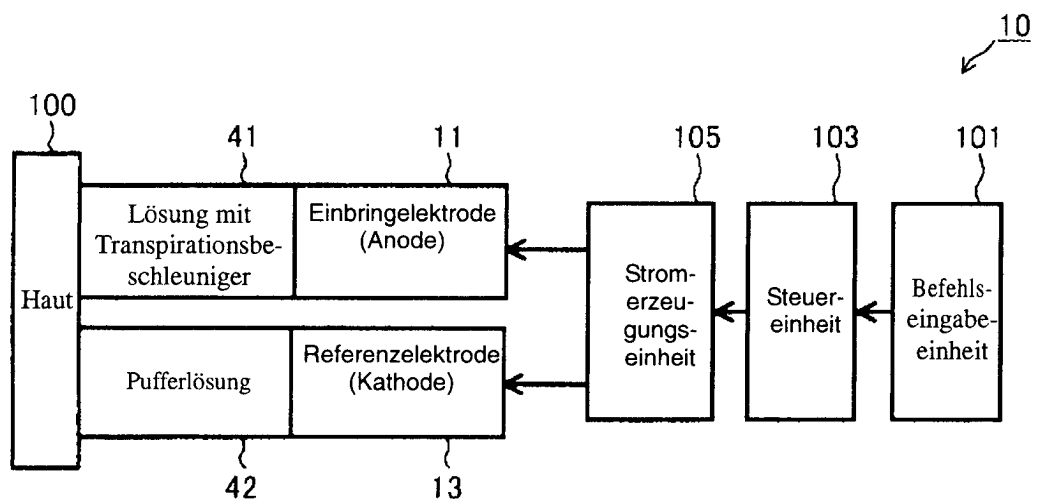 10
100
41
11
105
103
101
Haut
Lösung mit
Transpirationsbe-
schleuniger
Einbringelektrode
(Anode)
Pufferlösung
Referenzelektrode
(Kathode)
Strom-
erzeu-
gungs-
einheit
Steuer-
einheit
Befehls-
eingabe-
einheit
42
13